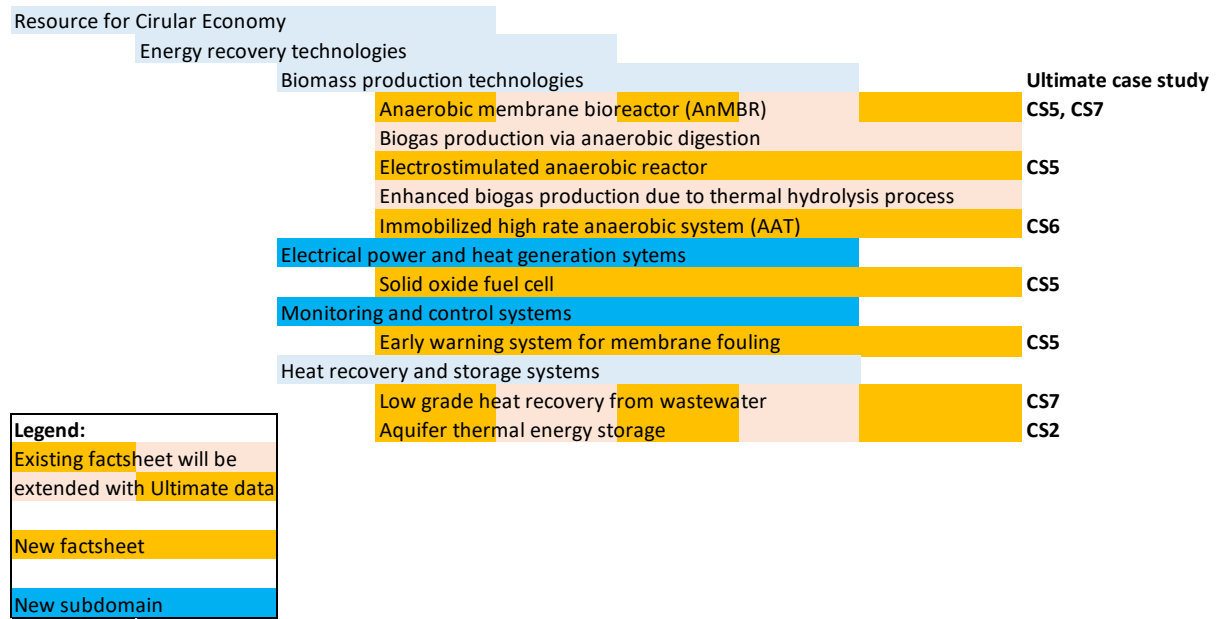 Resource for Cirular Economy
Energy recovery technologies
Biomass production technologies Ultimate case study
Anaerobic membrane bioreactor (AnMBR) CS5, CS7
Biogas production via anaerobic digestion
Electrostimulated anaerobic reactor CS5
Enhanced biogas production due to thermal hydrolysis process
Immobilized high rate anaerobic system (AAT) CS6
Electrical power and heat generation sytems
Solid oxide fuel cell CS5
Monitoring and control systems
Early warning system for membrane fouling CS5
Heat recovery and storage systems
Low grade heat recovery from wastewater CS7
Aquifer thermal energy storage CS2
Legend:
Existing factsheet will be
extended with Ultimate data
New factsheet
New subdomain